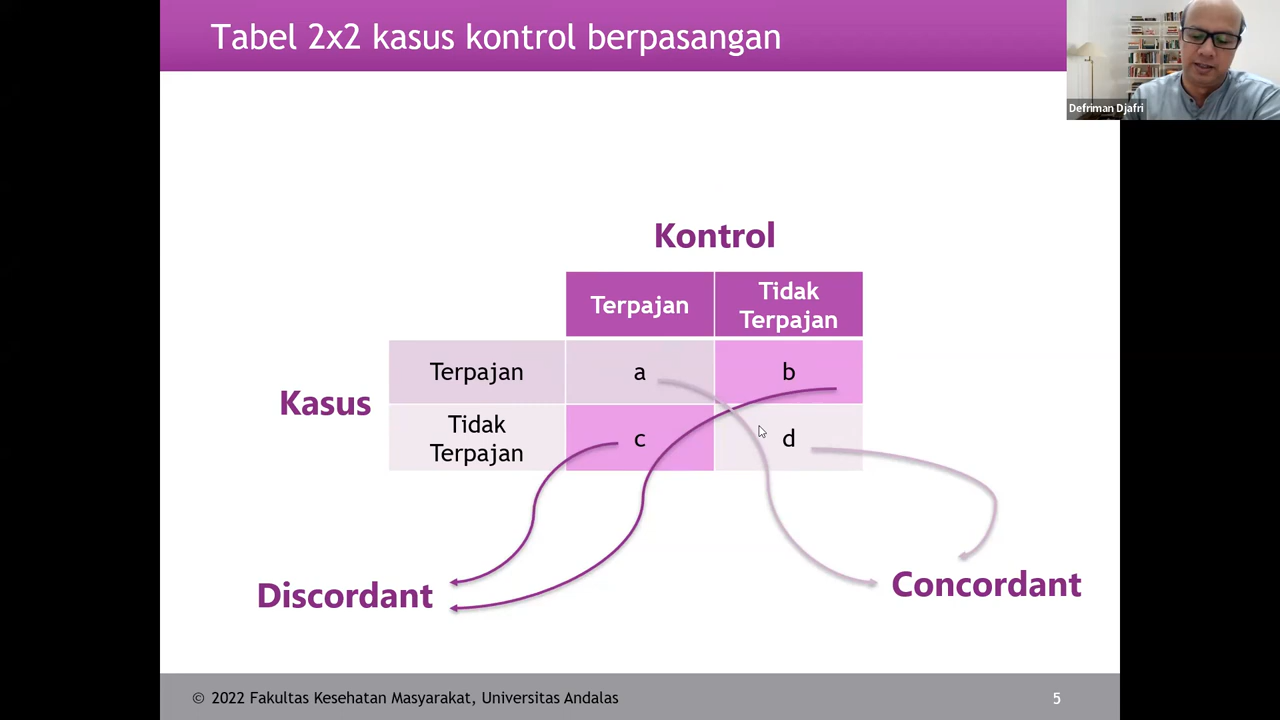 Tabel 2x2 kasus kontrol berpasangan
Defriman Djafri
Kontrol
Terpajan
Tidak
Terpajan
Kasus
Terpajan
a
b
Tidak
Terpajan
c
d
Discordant
Concordant
© 2022 Fakultas Kesehatan Masyarakat, Universitas Andalas
5